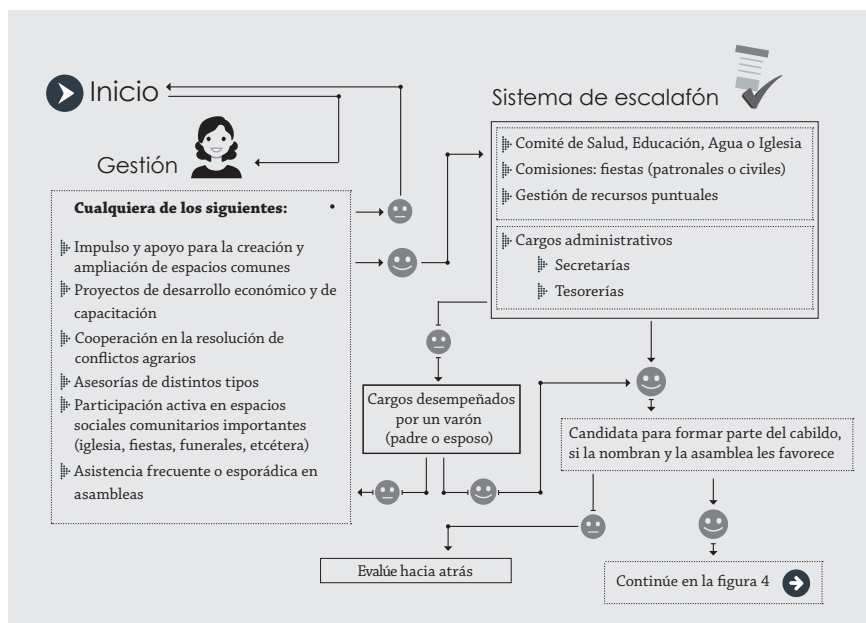 Inicio
Gestión
Cualquiera de los siguientes: •
Impulso y apoyo para la creación y
ampliación de espacios comunes
Proyectos de desarrollo económico y de
capacitación
Cooperación en la resolución de
conflictos agrarios
Asesorías de distintos tipos
Participación activa en espacios
sociales comunitarios importantes
(iglesia, fiestas, funerales, etcétera)
Asistencia frecuente o esporádica en
asambleas
Sistema de escalafón
Comité de Salud, Educación, Agua o Iglesia
Comisiones: fiestas (patronales o civiles)
Gestión de recursos puntuales
Cargos administrativos
Secretarías
Tesorerías
Cargos desempeñados
por un varón
(padre o esposo)
Candidata para formar parte del cabildo,
si la nombran y la asamblea les favorece
Evalúe hacia atrás
Continúe en la figura 4